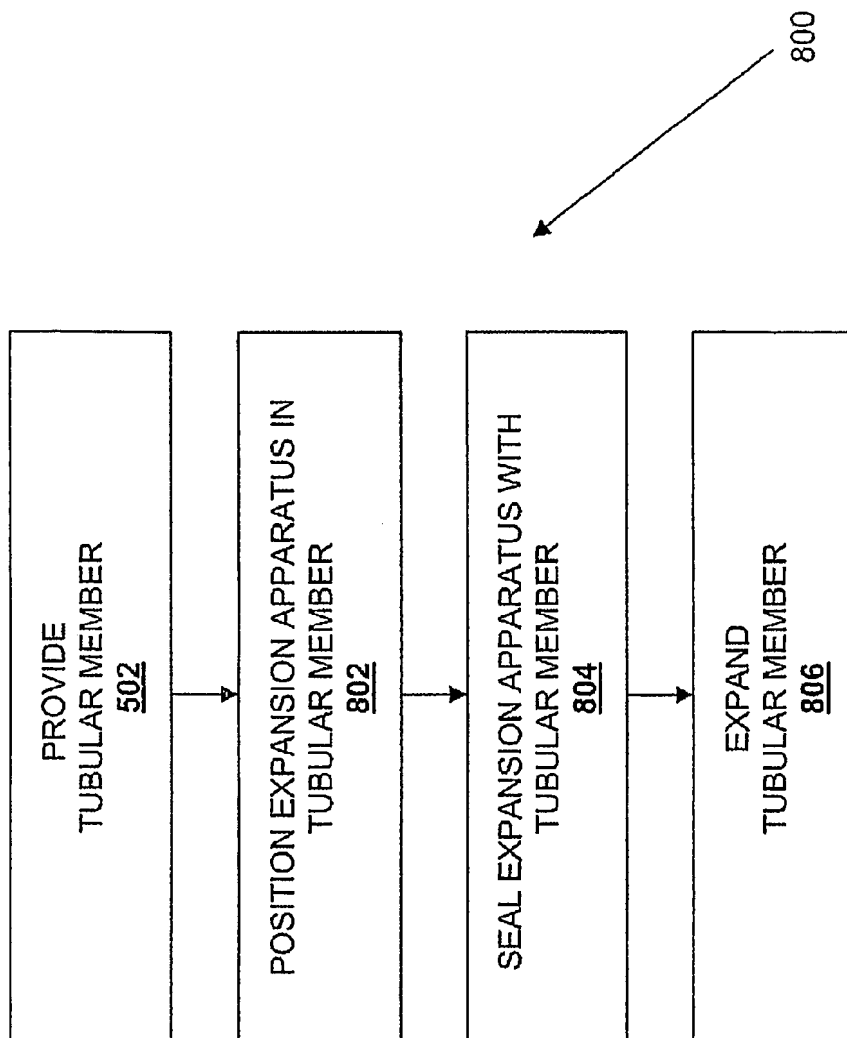 PROVIDE
TUBULAR MEMBER
502
POSITION EXPANSION APPARATUS IN
TUBULAR MEMBER
802
SEAL EXPANSION APPARATUS WITH
TUBULAR MEMBER
804
EXPAND
TUBULAR MEMBER
806
800